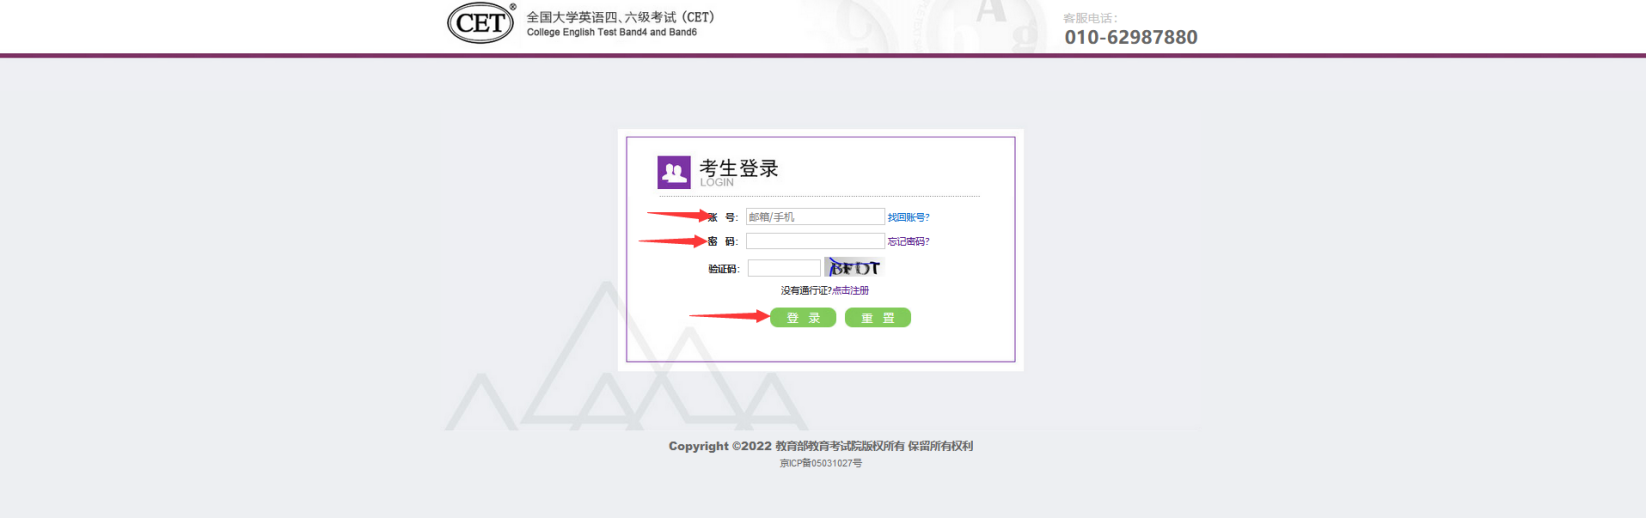 CET®
全国大学英语四、六级考试（CET）
College English Test Band4 and Band6
客服电话：
010-62987880
考生登录
LOGIN
账 号: 邮箱/手机 找回账号?
密 码: 忘记密码?
验证码: BFDT
没有通行证?点击注册
登 录 重 置
Copyright ©2022 教育部教育考试院版权所有 保留所有权利
京ICP备05031027号